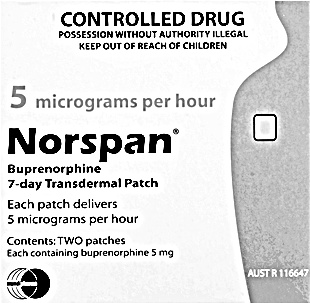 CONTROLLED DRUG
POSSESSION WITHOUT AUTHORITY ILLEGAL
KEEP OUT OF REACH OF CHILDREN
5 micrograms per hour
Norspan®
Buprenorphine
7-day Transdermal Patch
Each patch delivers
5 micrograms per hour
Contents: TWO patches
Each containing buprenorphine 5 mg
AUST R 116647